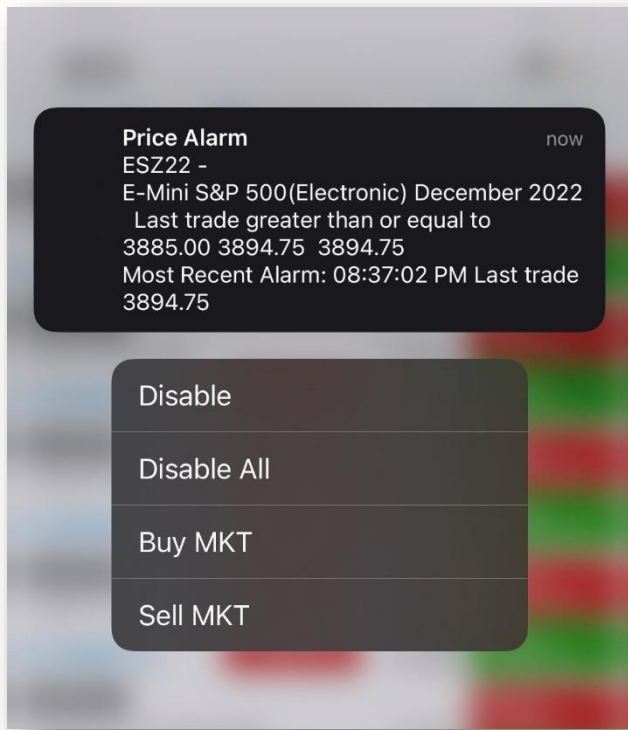 Price Alarm now
ESZ22 -
E-Mini S&P 500(Electronic) December 2022
Last trade greater than or equal to
3885.00 3894.75  3894.75
Most Recent Alarm: 08:37:02 PM Last trade
3894.75
Disable
Disable All
Buy MKT
Sell MKT